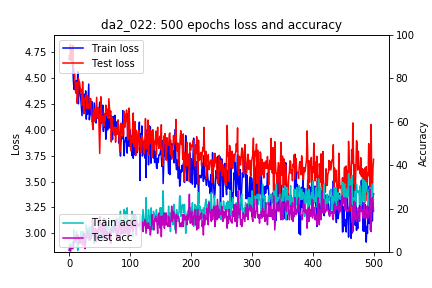 da2_022: 500 epochs loss and accuracy
Train loss
Test loss
Train acc
Test acc
Loss
4.75
4.50
4.25
4.00
3.75
3.50
3.25
3.00
Accuracy
100
80
60
40
20
0
0 100 200 300 400 500